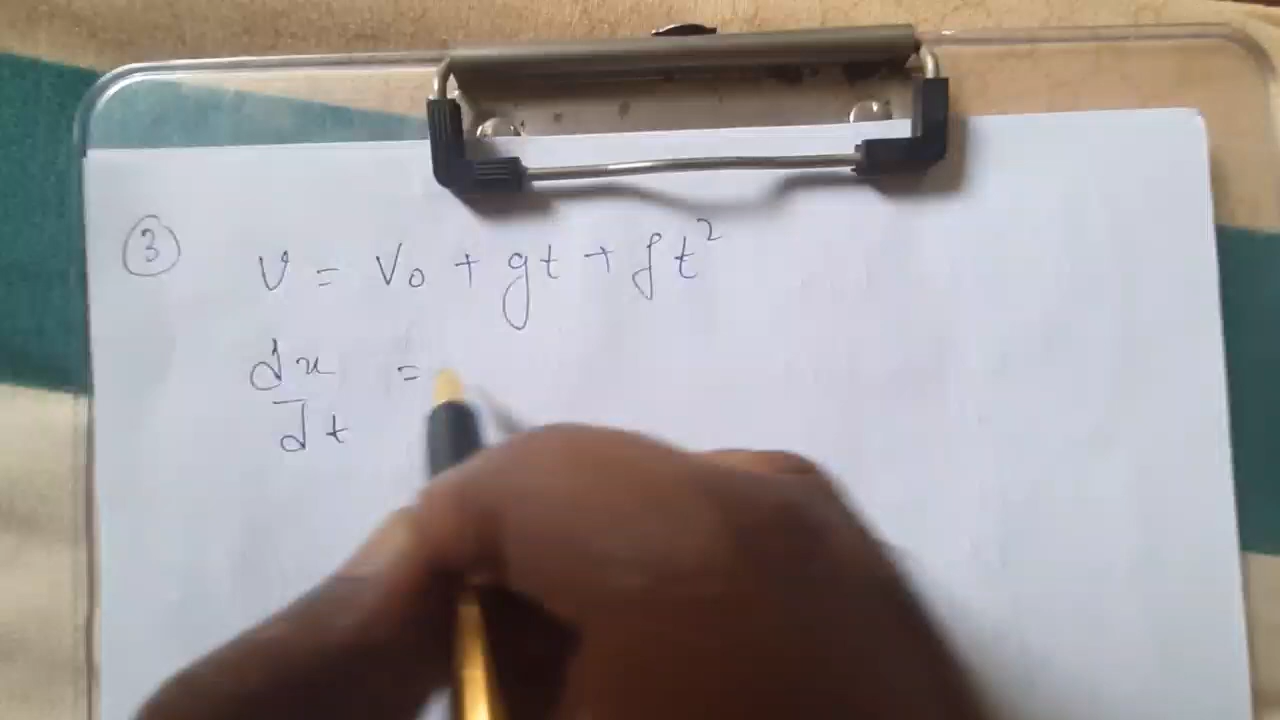 ③ V = V₀ + gt + ft²
dx =
dt